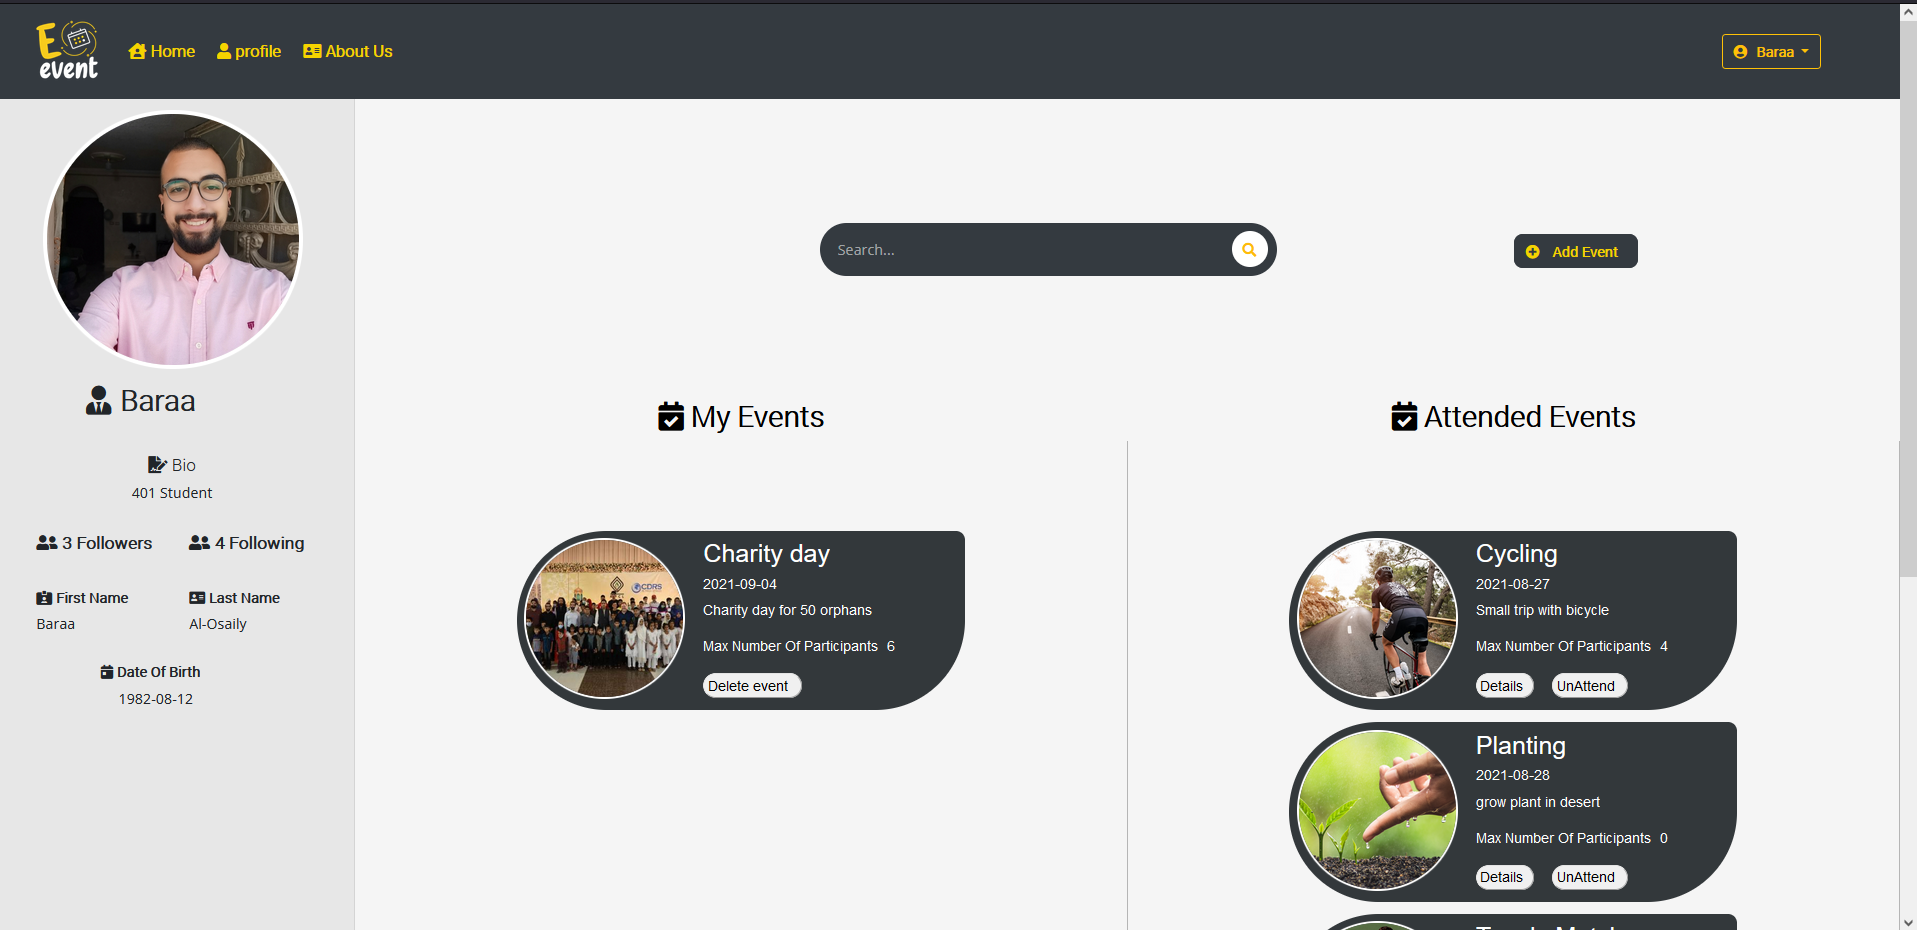 E
event
Home
profile
About Us
Baraa
Search...
Add Event
Baraa
Bio
401 Student
3 Followers
4 Following
First Name
Last Name
Baraa
Al-Osaily
Date Of Birth
1982-08-12
My Events
CDRS
Charity day
2021-09-04
Charity day for 50 orphans
Max Number Of Participants 6
Delete event
Attended Events
Cycling
2021-08-27
Small trip with bicycle
Max Number Of Participants 4
Details
UnAttend
Planting
2021-08-28
grow plant in desert
Max Number Of Participants 0
Details
UnAttend